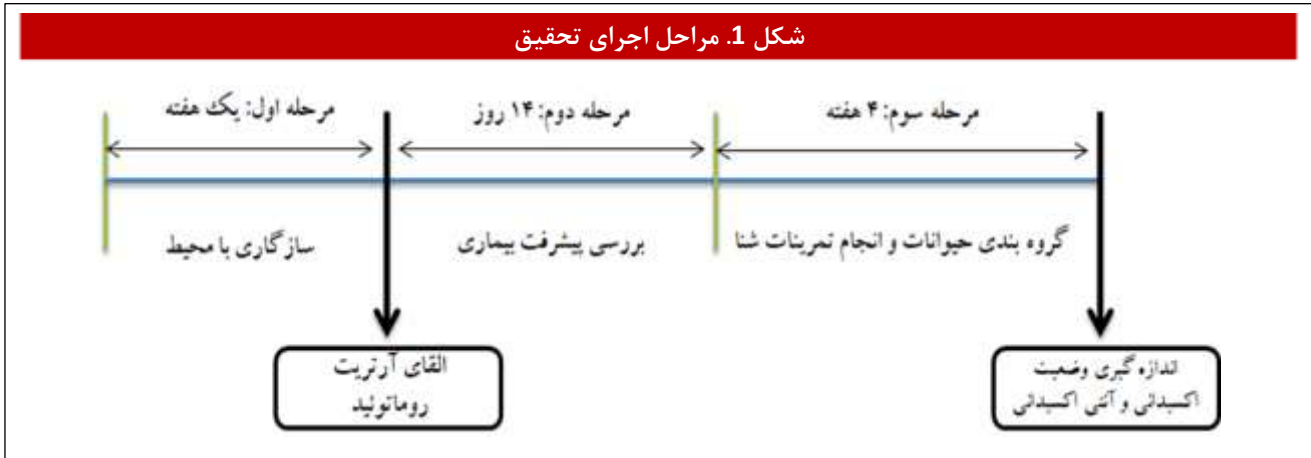 شکل 1. مراحل اجرای تحقیق
مرحله اول: یک هفته
مرحله دوم: ۱۴ روز
مرحله سوم: ۴ هفته
سازگاری با محیط
بررسی پیشرفت بیماری
گروه بندی حیوانات و انجام تمرینات شنا
القای آرتریت
روماتوئید
اندازه گیری وضعیت
اکسیدانی و آنتی اکسیدانی